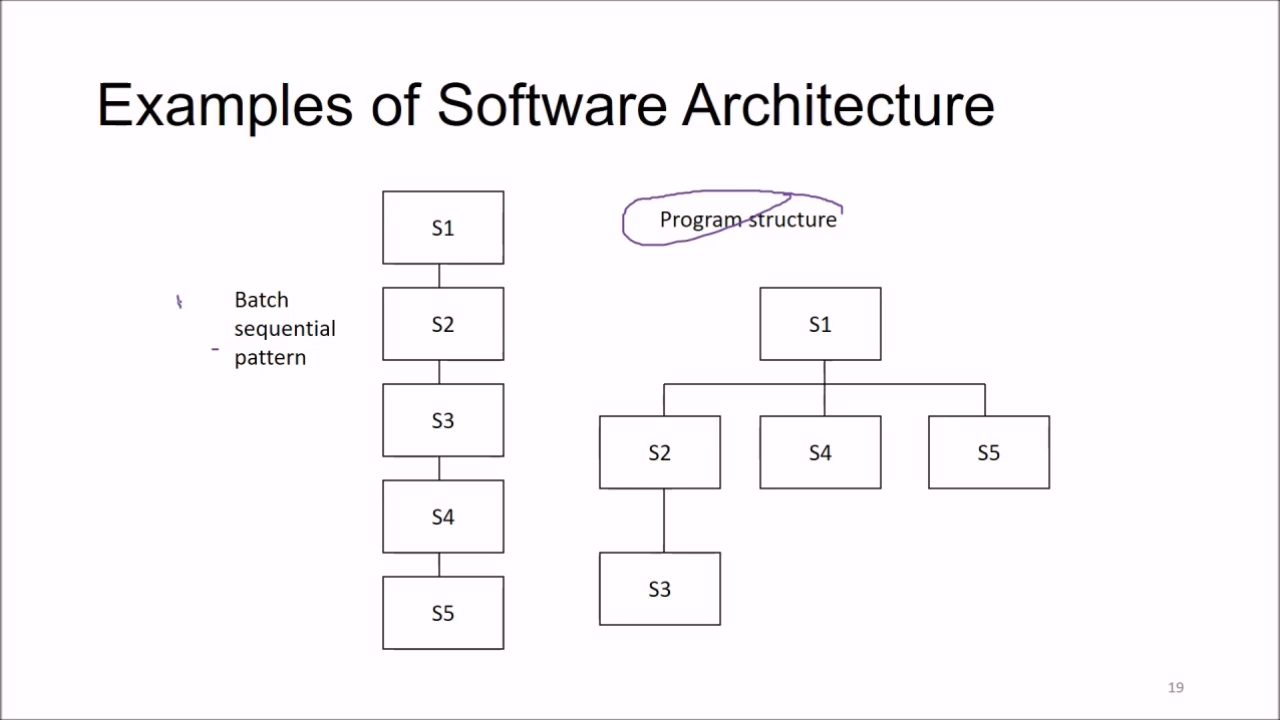 Examples of Software Architecture
Batch
sequential
pattern
S1
S2
S3
S4
S5
Program structure
S1
S2
S4
S5
S3
19